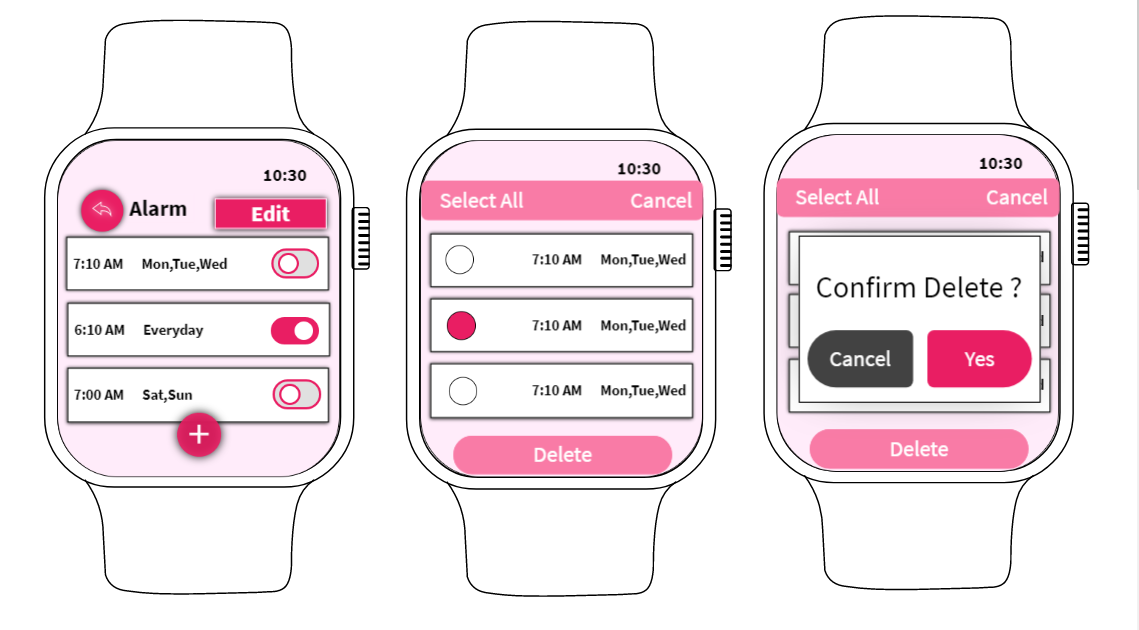 10:30
Alarm
Edit
7:10 AM Mon,Tue,Wed
6:10 AM Everyday
7:00 AM Sat,Sun
+
10:30
Select All Cancel
7:10 AM Mon,Tue,Wed
7:10 AM Mon,Tue,Wed
7:10 AM Mon,Tue,Wed
Delete
10:30
Select All Cancel
Confirm Delete ?
Cancel Yes
Delete